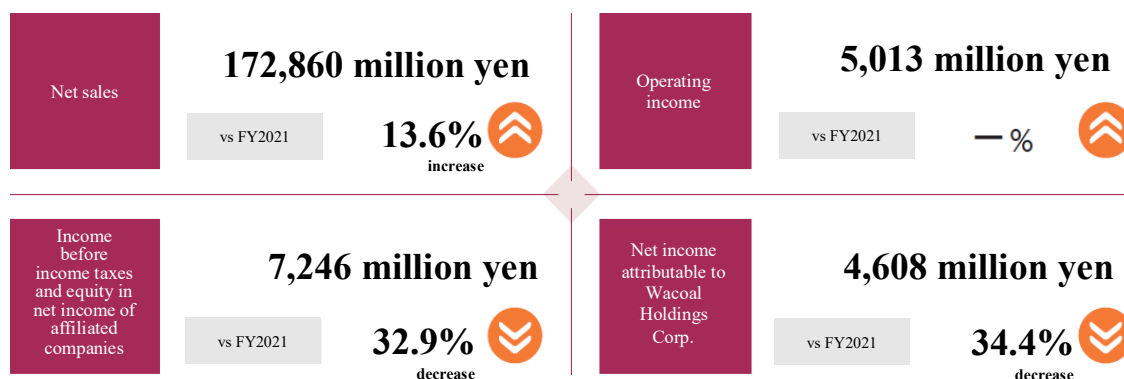 Net sales
172,860 million yen
vs FY2021
13.6%
increase
Operating
income
5,013 million yen
vs FY2021
— %
Income
before
income taxes
and equity in
net income of
affiliated
companies
7,246 million yen
vs FY2021
32.9%
decrease
Net income
attributable to
Wacoal
Holdings
Corp.
4,608 million yen
vs FY2021
34.4%
decrease